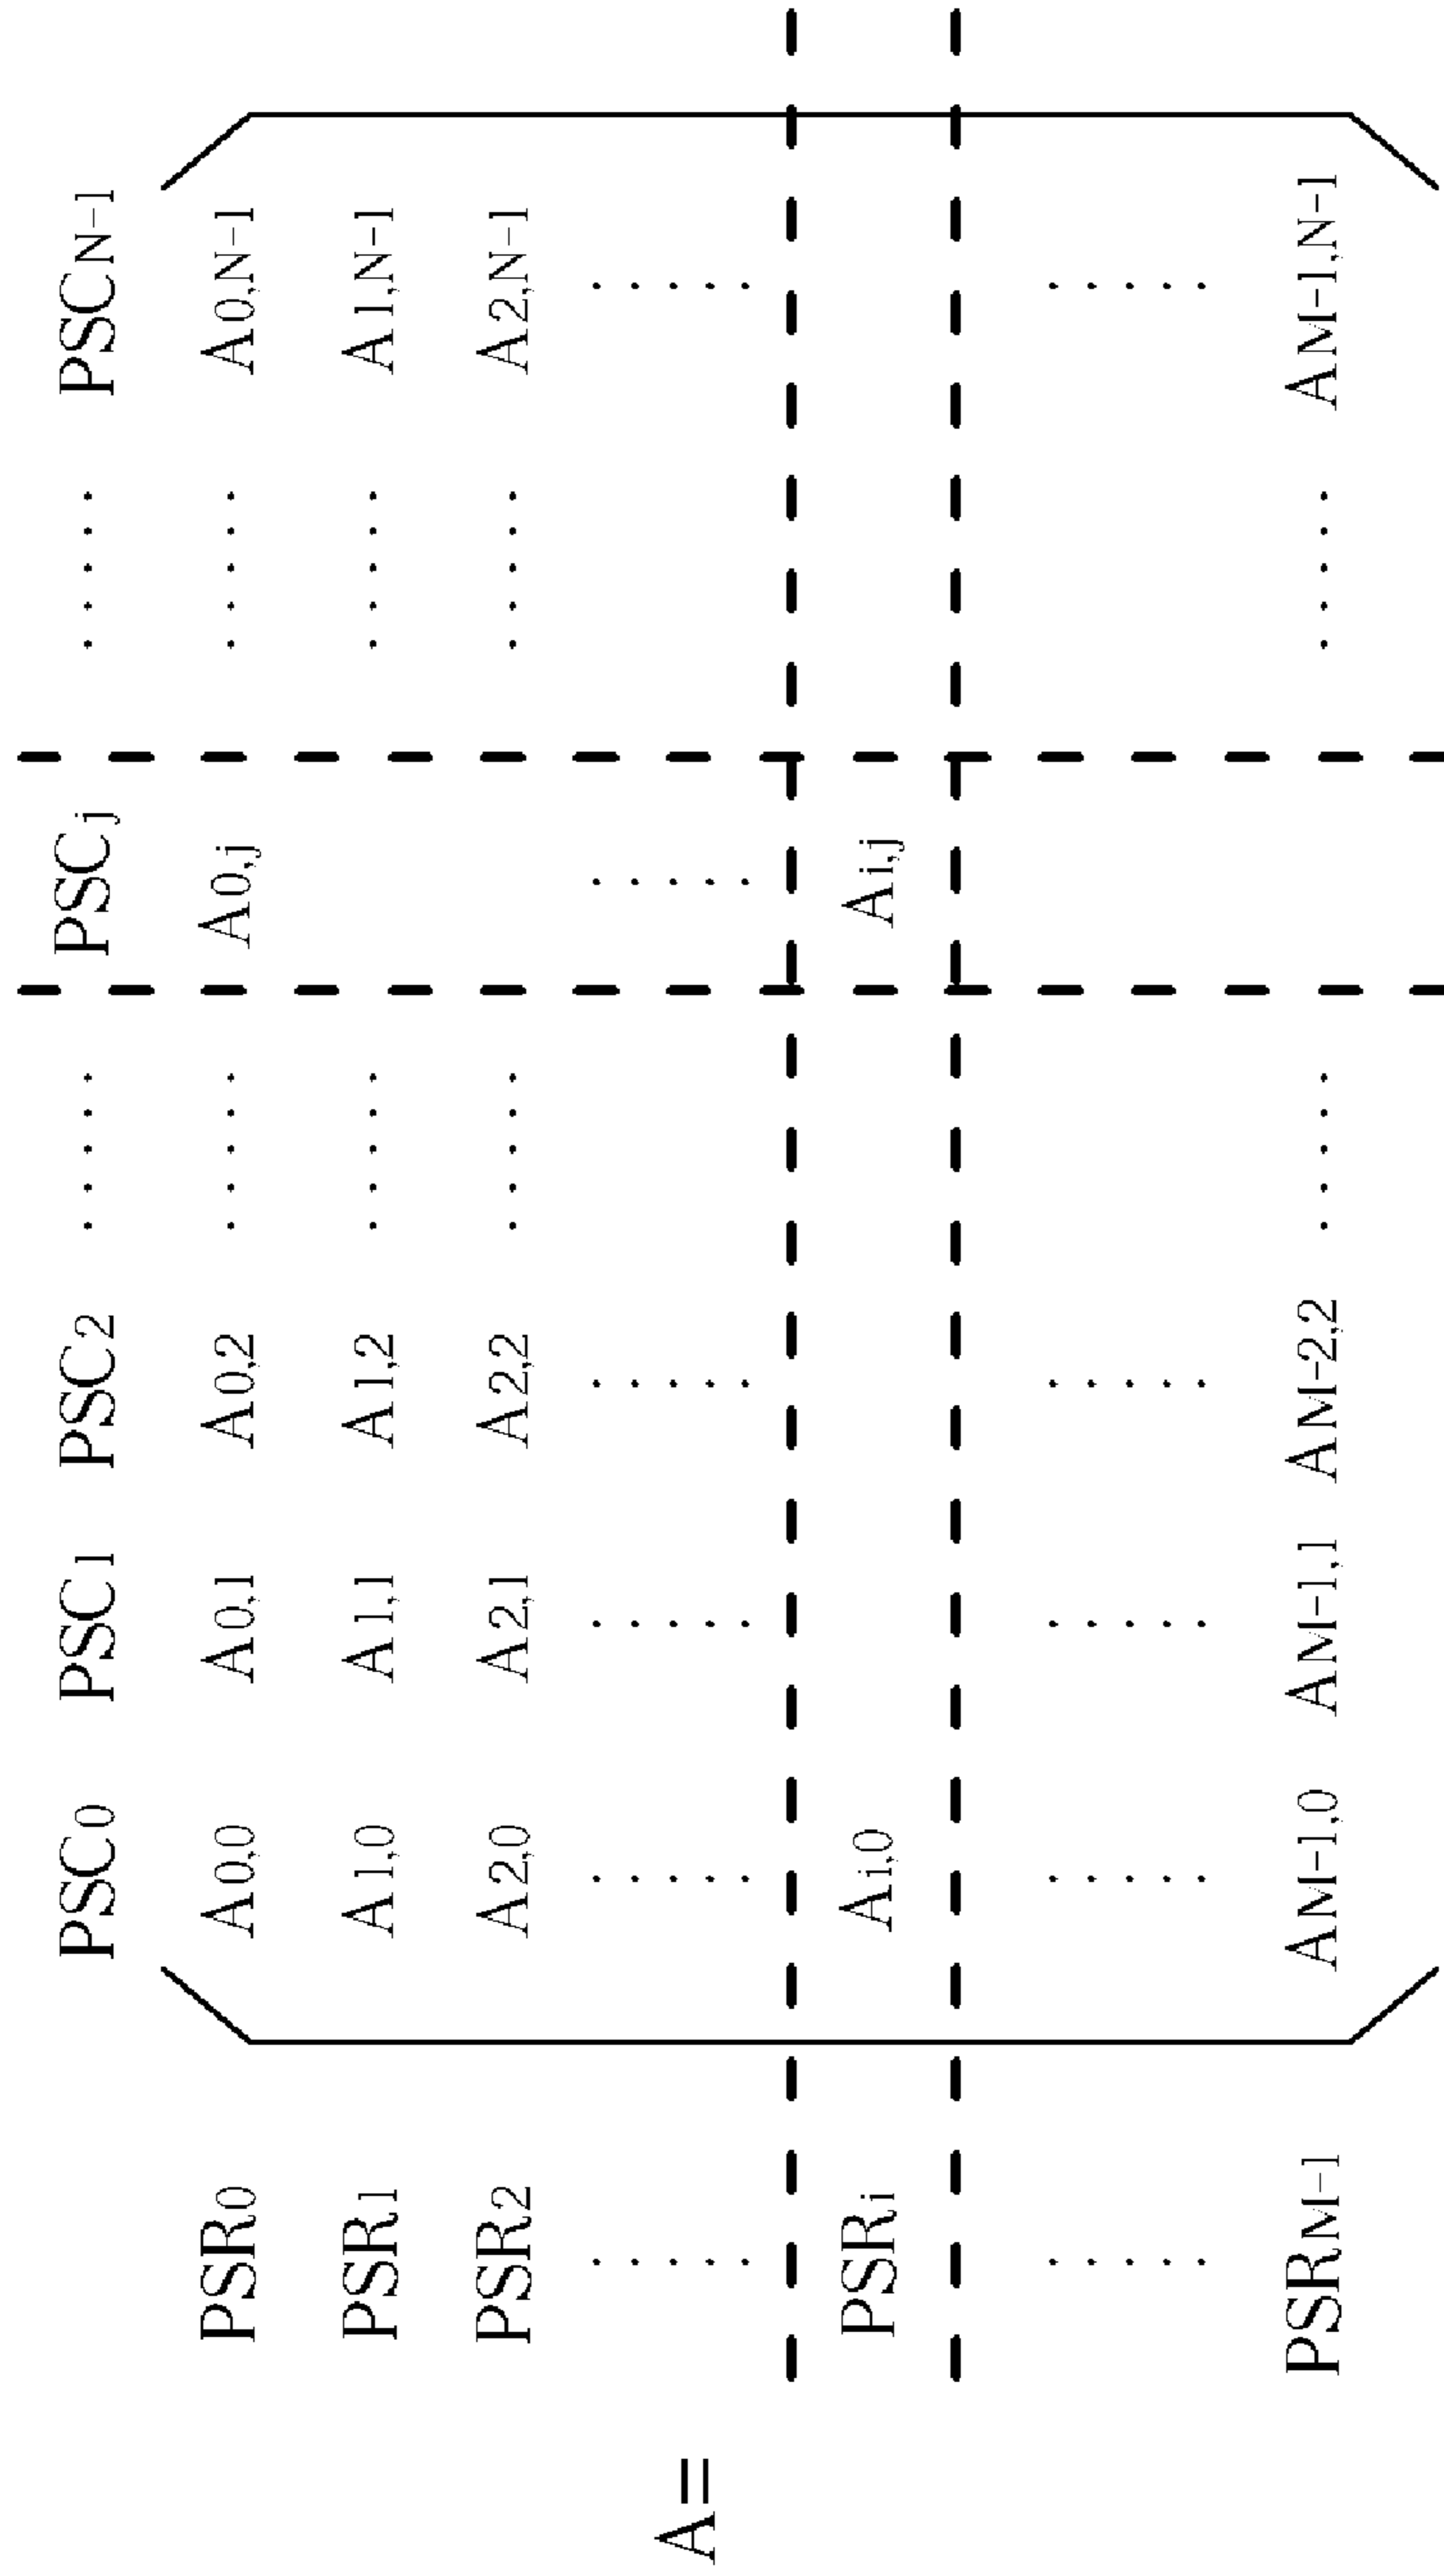 PSC0 PSC1 PSC2 ..... PSCj ..... PSCN-1
PSR0 A0,0 A0,1 A0,2 ..... A0,j ..... A0,N-1
PSR1 A1,0 A1,1 A1,2 ..... ..... A1,N-1
PSR2 A2,0 A2,1 A2,2 ..... ..... A2,N-1
A= ..... ..... ..... ..... ..... .....
PSRi Ai,0 Ai,j
..... ..... ..... ..... .....
PSRM-1 AM-1,0 AM-1,1 AM-2,2 ..... ..... AM-1,N-1